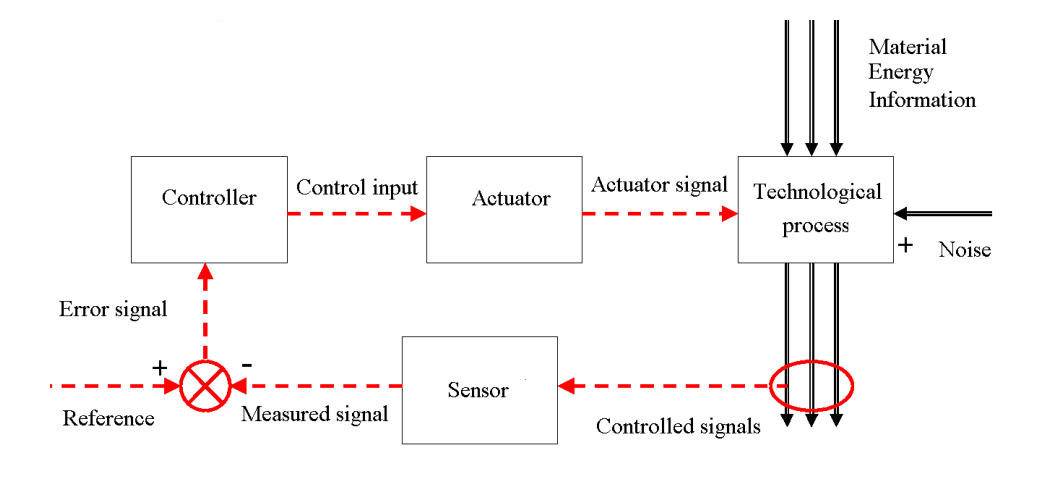 Material
Energy
Information
Controller
Control input
Actuator
Actuator signal
Technological
process
+
Noise
Error signal
+
-
Reference
Measured signal
Sensor
Controlled signals